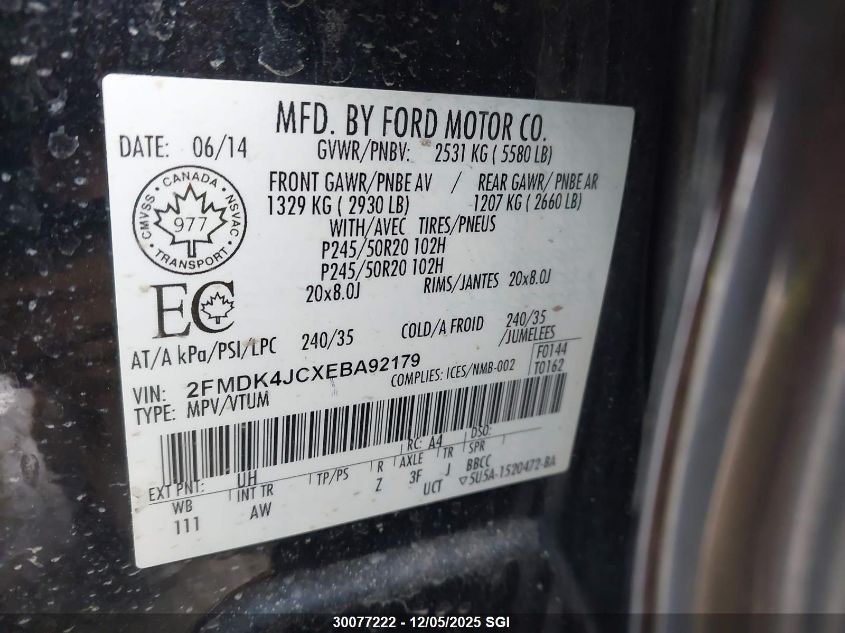 MFD. BY FORD MOTOR CO.
DATE: 06/14
GVWR/PNBV: 2531 KG ( 5580 LB)
FRONT GAWR/PNBE AV / REAR GAWR/ PNBE AR
1329 KG ( 2930 LB) 1207 KG ( 2660 LB)
WITH/AVEC TIRES/PNEUS
P245/50R20 102H
P245/50R20 102H
20x8.0J RIMS/JANTES 20x8.0J
CANADA
CMVSS NSVAC
977
TRANSPORT
EC
AT/A kPa/PSI/LPC 240/35 COLD/A FROID 240/35
/JUMELEES
VIN: 2FMDK4JCXEBA92179
COMPLIES: ICES/NMB-002
F0144
T0162
TYPE: MPV/VTUM
EXT PNT: UH RC: A4 DSO:
WB INT TR TP/PS R AXLE TR SPR
111 AW Z 3F J BBCC
UCT ▽5U5A-1520472-BA
30077222 - 12/05/2025 SGI